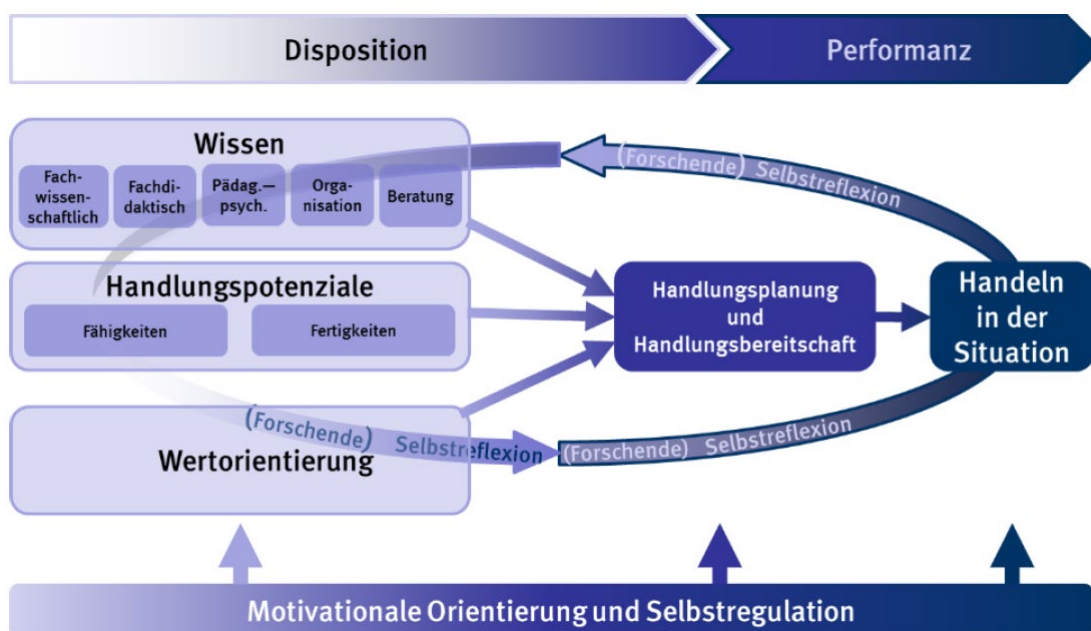 Disposition
Performanz
Wissen
Fach-
wissen-
schaftlich
Fachdi-
daktisch
Pädag.—
psych.
Orga-
nisation
Beratung
(Forschende) Selbstreflexion
Handlungspotenziale
Fähigkeiten
Fertigkeiten
Handlungsplanung
und
Handlungsbereitschaft
Handeln
in der
Situation
(Forschende) Selbstreflexion
(Forschende) Selbstreflexion
Wertorientierung
Motivationale Orientierung und Selbstregulation